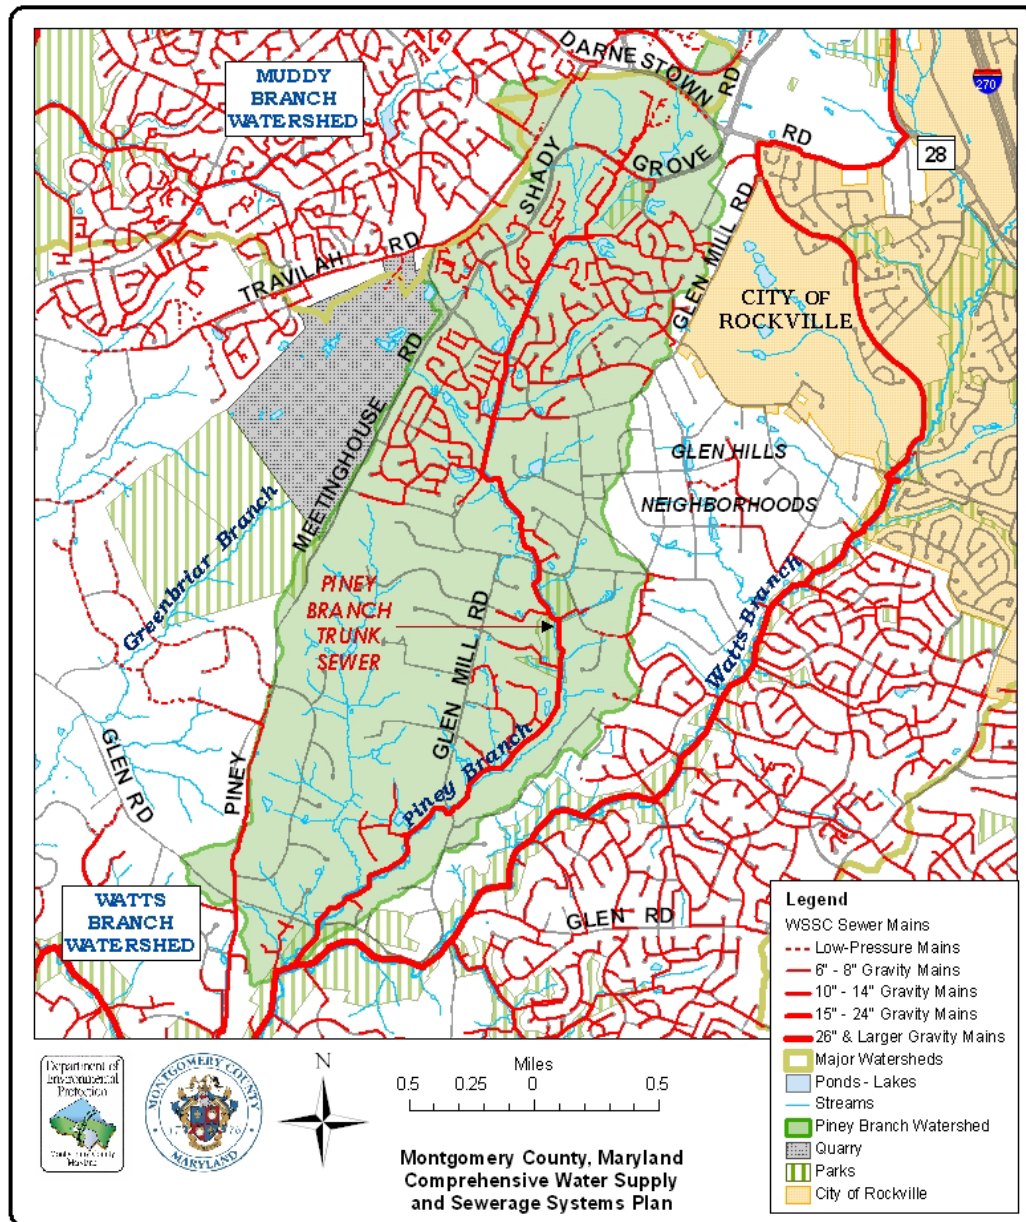 MUDDY
BRANCH
WATERSHED
DARNESTOWN
RD
RD
270
28
SHADY
GROVE
TRAVILAH RD
GLEN MILL RD
CITY OF
ROCKVILLE
MEETINGHOUSE RD
GLEN HILLS
NEIGHBORHOODS
Greenbriar Branch
PINEY
BRANCH
TRUNK
SEWER
GLEN MILL RD
Watts Branch
Piney Branch
GLEN RD
PINEY
WATTS
BRANCH
WATERSHED
GLEN RD
Legend
WSSC Sewer Mains
Low-Pressure Mains
6" - 8" Gravity Mains
10" - 14" Gravity Mains
15" - 24" Gravity Mains
26" & Larger Gravity Mains
Major Watersheds
Ponds - Lakes
Streams
Piney Branch Watershed
Quarry
Parks
City of Rockville
Department of
Environmental
Protection
Montgomery County
Maryland
MONTGOMERY COUNTY
17 76
MARYLAND
N
Miles
0.5 0.25 0 0.5
Montgomery County, Maryland
Comprehensive Water Supply
and Sewerage Systems Plan